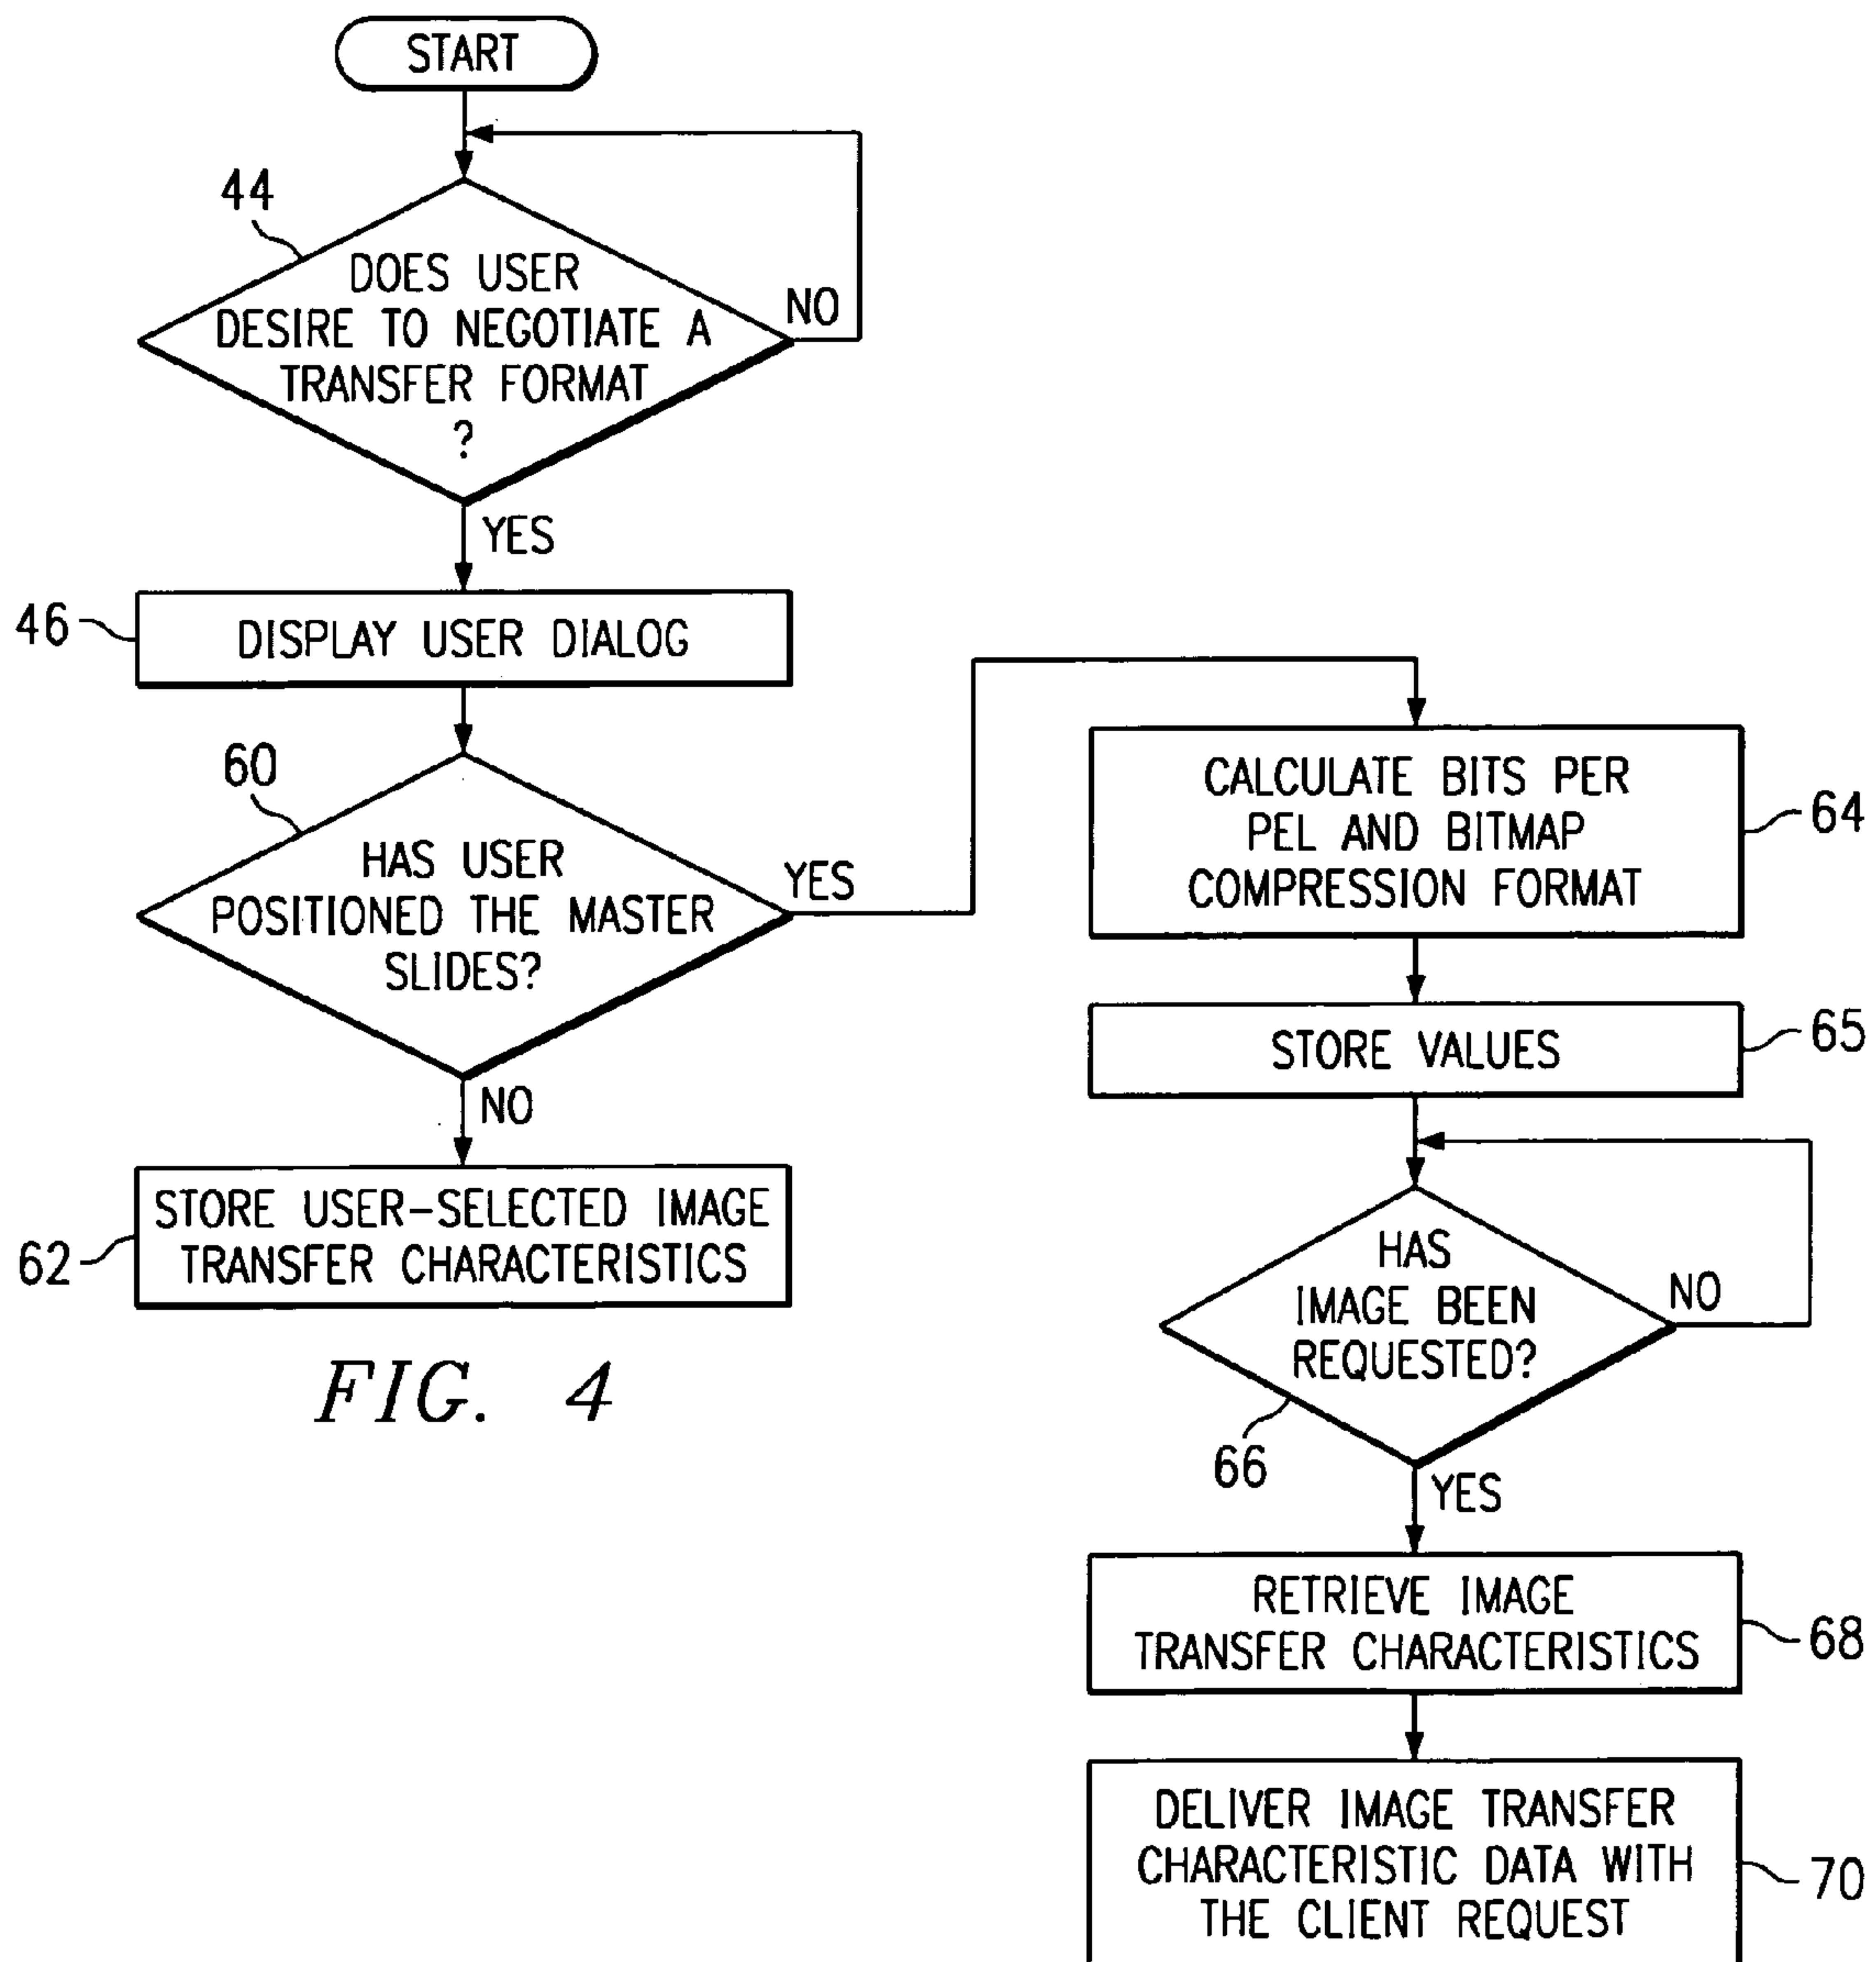 START
44
DOES USER
DESIRE TO NEGOTIATE A
TRANSFER FORMAT
?
NO
YES
46
DISPLAY USER DIALOG
60
HAS USER
POSITIONED THE MASTER
SLIDES?
YES
NO
62
STORE USER-SELECTED IMAGE
TRANSFER CHARACTERISTICS
FIG. 4
CALCULATE BITS PER
PEL AND BITMAP
COMPRESSION FORMAT
64
STORE VALUES
65
HAS
IMAGE BEEN
REQUESTED?
NO
66
YES
RETRIEVE IMAGE
TRANSFER CHARACTERISTICS
68
DELIVER IMAGE TRANSFER
CHARACTERISTIC DATA WITH
THE CLIENT REQUEST
70